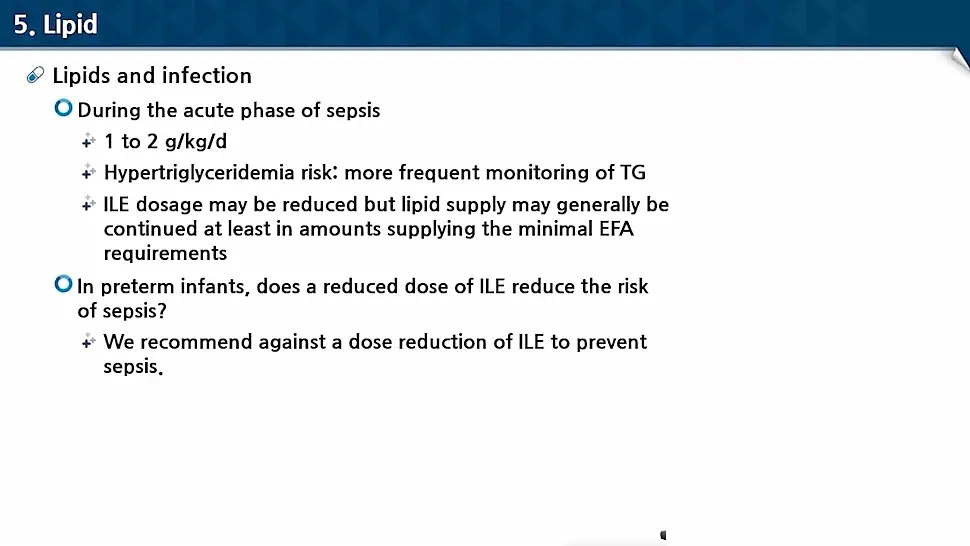 5. Lipid
Lipids and infection
During the acute phase of sepsis
1 to 2 g/kg/d
Hypertriglyceridemia risk: more frequent monitoring of TG
ILE dosage may be reduced but lipid supply may generally be
continued at least in amounts supplying the minimal EFA
requirements
In preterm infants, does a reduced dose of ILE reduce the risk
of sepsis?
We recommend against a dose reduction of ILE to prevent
sepsis.